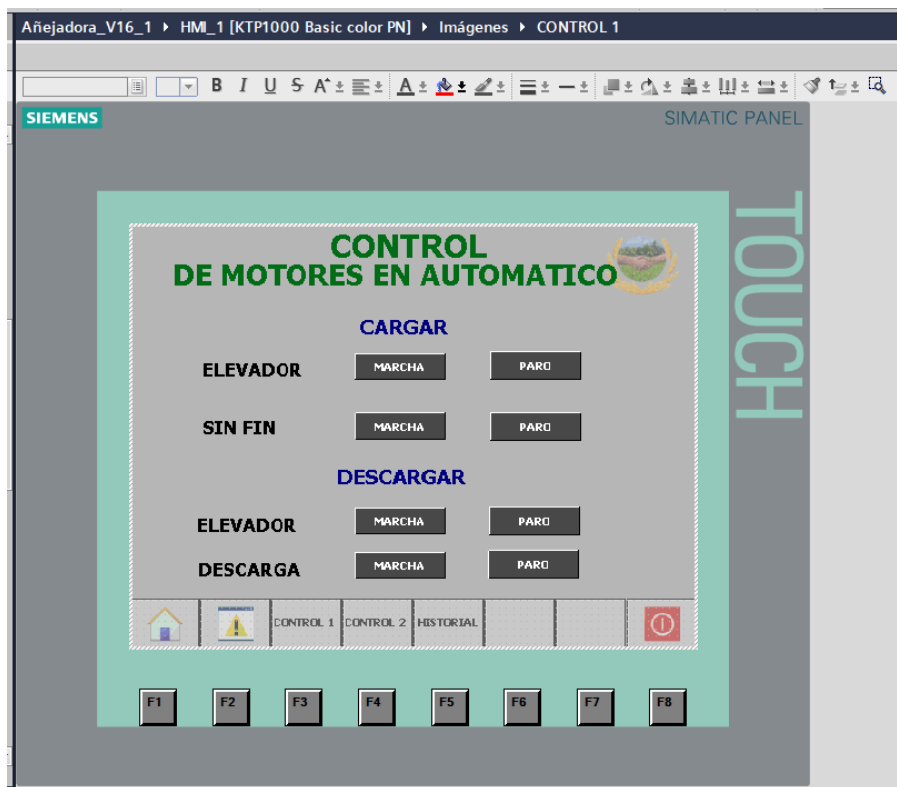 Añejadora_V16_1 ▸ HMI_1 [KTP1000 Basic color PN] ▸ Imágenes ▸ CONTROL 1
B I U S A A
SIEMENS
SIMATIC PANEL
TOUCH
CONTROL
DE MOTORES EN AUTOMATICO
CARGAR
ELEVADOR MARCHA PARO
SIN FIN MARCHA PARO
DESCARGAR
ELEVADOR MARCHA PARO
DESCARGA MARCHA PARO
CONTROL 1 CONTROL 2 HISTORIAL
F1 F2 F3 F4 F5 F6 F7 F8